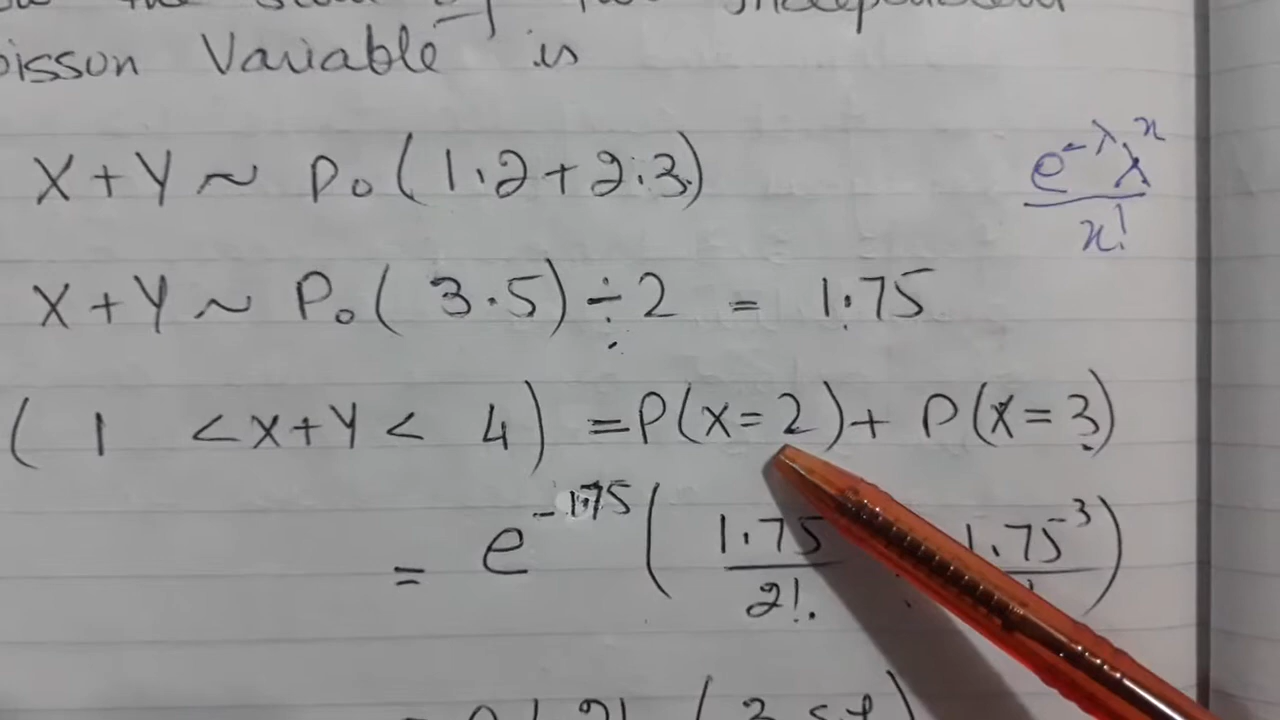 Variable is
X + Y ~ Po ( 1.2 + 2.3 )
e^-λ λ^x
x!
X + Y ~ Po ( 3.5 ) ÷ 2 = 1.75
( 1 < X + Y < 4 ) = P ( X = 2 ) + P ( X = 3 )
= e^-1.75 ( 1.75 1.75^3 )
2!